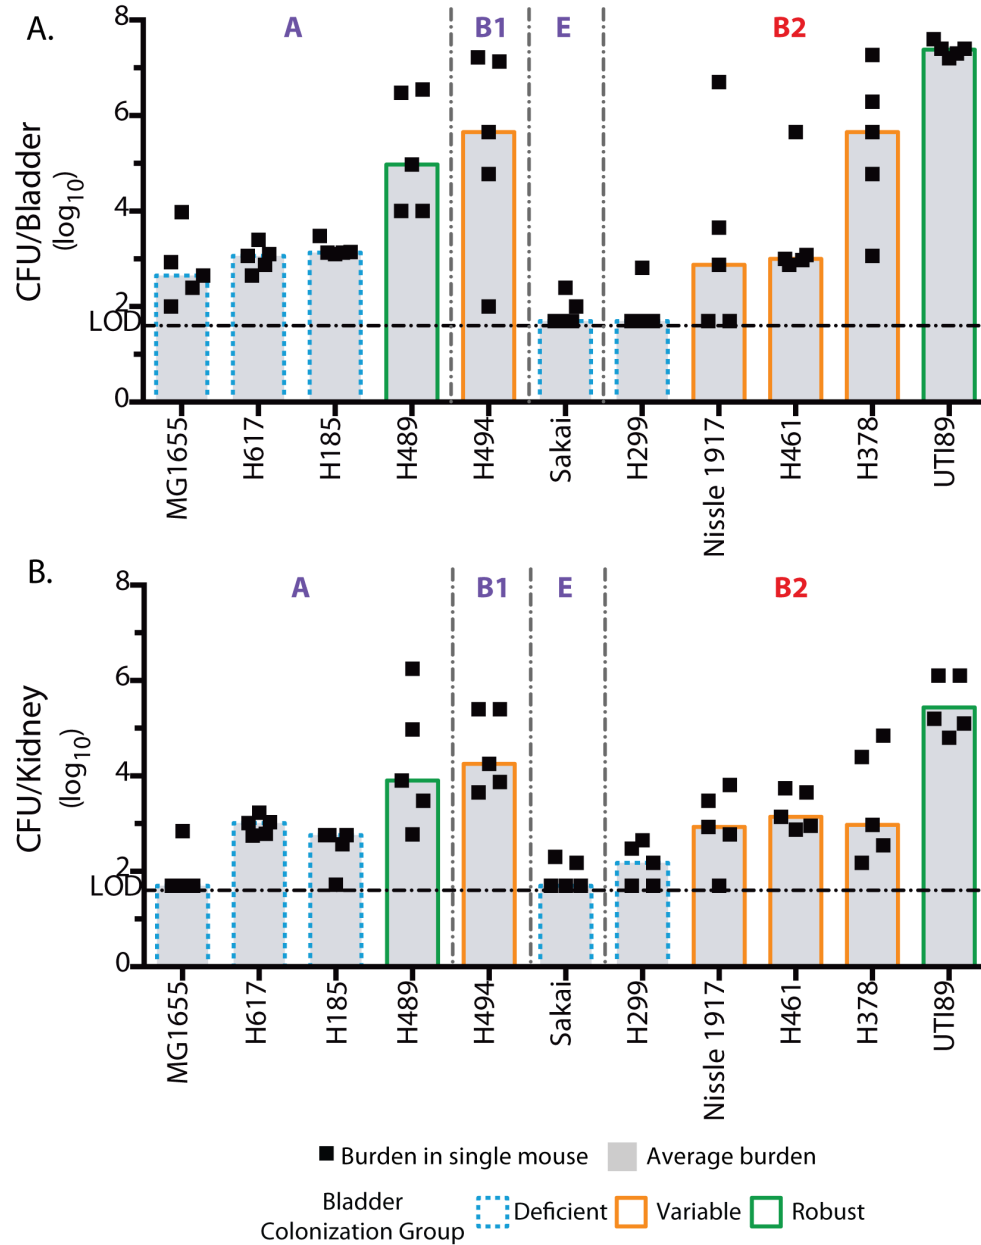 A.
A B1 E B2
CFU/Bladder
(log10)
8
6
4
2
LOD
0
MG1655
H617
H185
H489
H494
Sakai
H299
Nissle 1917
H461
H378
UTI89
B.
A B1 E B2
CFU/Kidney
(log10)
8
6
4
2
LOD
0
MG1655
H617
H185
H489
H494
Sakai
H299
Nissle 1917
H461
H378
UTI89
Burden in single mouse Average burden
Bladder
Colonization Group
Deficient Variable Robust